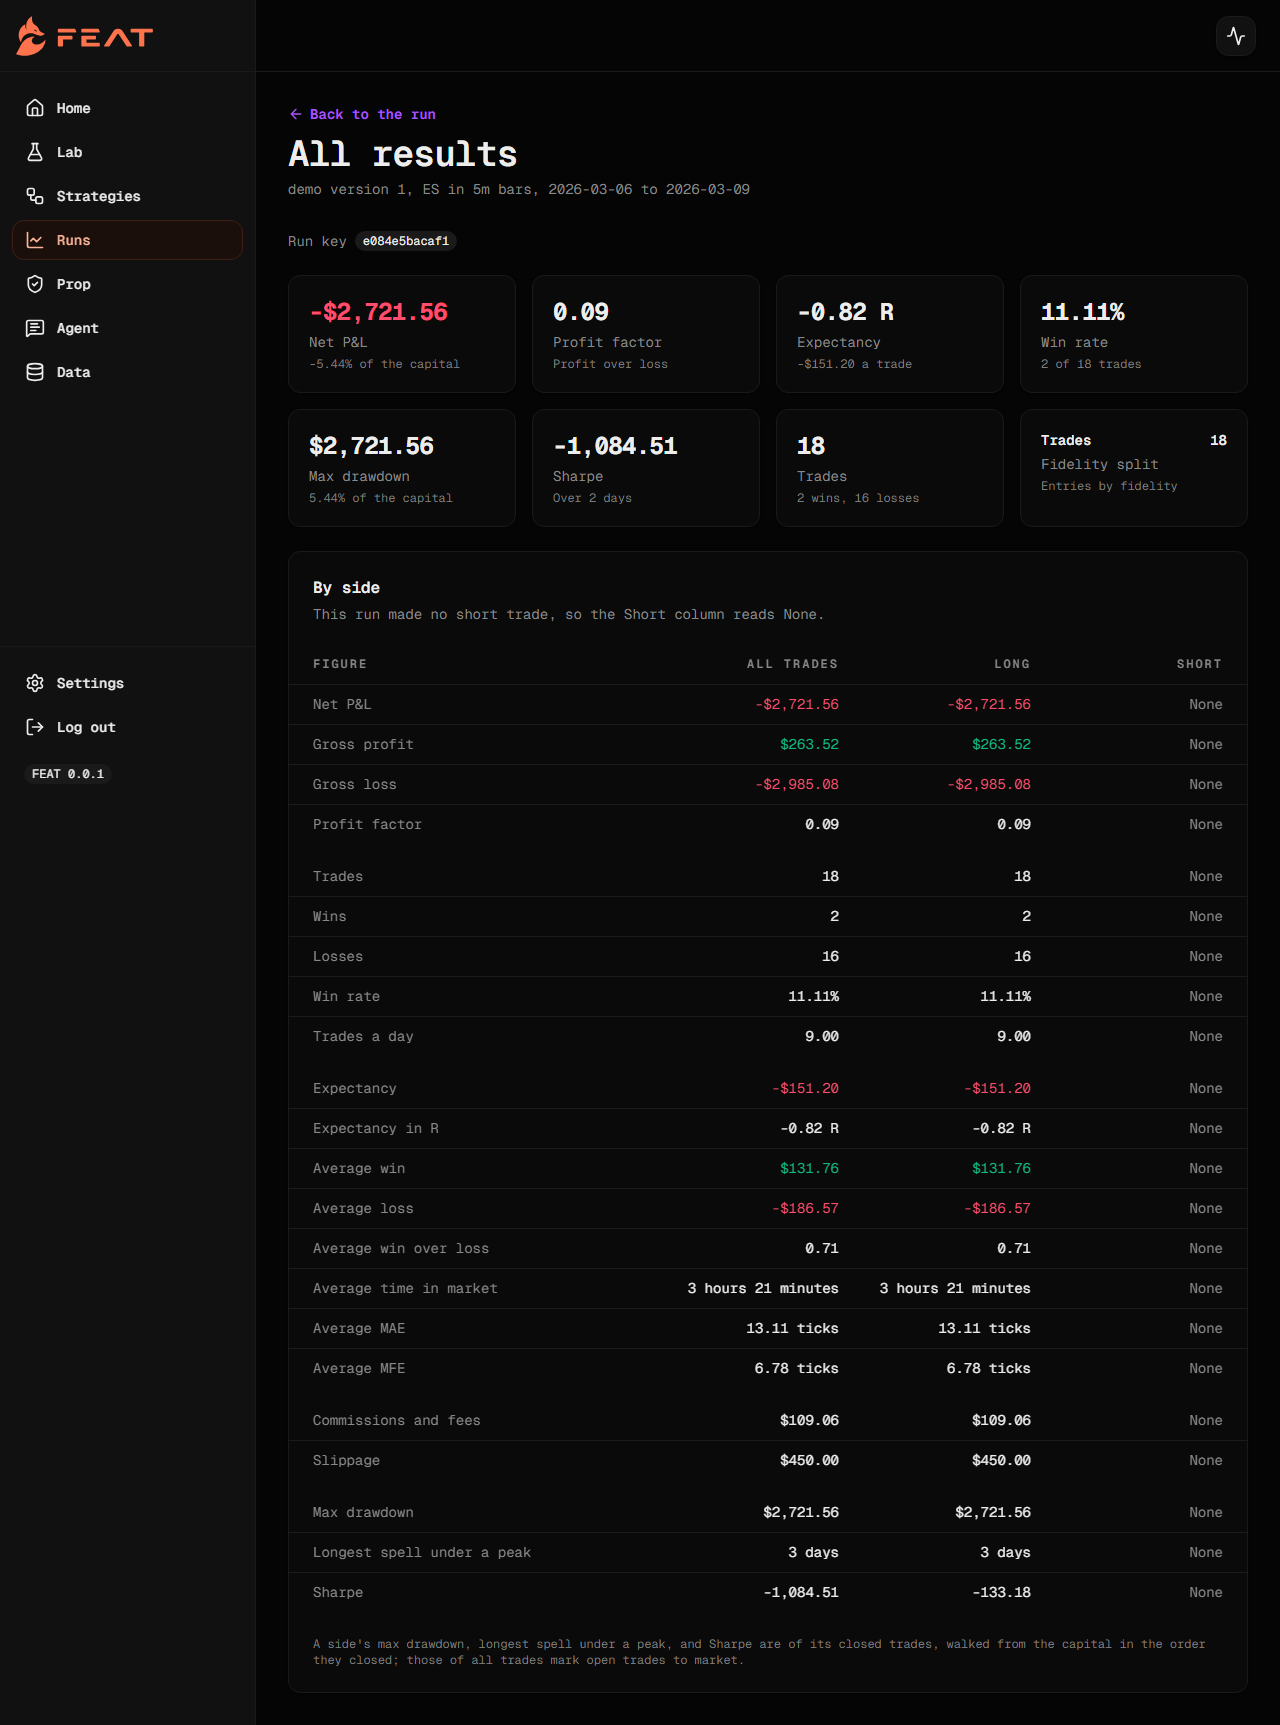 FEAT
Home
Lab
Strategies
Runs
Prop
Agent
Data
Settings
Log out
FEAT 0.0.1
← Back to the run
All results
demo version 1, ES in 5m bars, 2026-03-06 to 2026-03-09
Run key e084e5bacaf1
-$2,721.56
Net P&L
-5.44% of the capital
0.09
Profit factor
Profit over loss
-0.82 R
Expectancy
-$151.20 a trade
11.11%
Win rate
2 of 18 trades
$2,721.56
Max drawdown
5.44% of the capital
-1,084.51
Sharpe
Over 2 days
18
Trades
2 wins, 16 losses
Trades 18
Fidelity split
Entries by fidelity
By side
This run made no short trade, so the Short column reads None.
FIGURE ALL TRADES LONG SHORT
Net P&L -$2,721.56 -$2,721.56 None
Gross profit $263.52 $263.52 None
Gross loss -$2,985.08 -$2,985.08 None
Profit factor 0.09 0.09 None
Trades 18 18 None
Wins 2 2 None
Losses 16 16 None
Win rate 11.11% 11.11% None
Trades a day 9.00 9.00 None
Expectancy -$151.20 -$151.20 None
Expectancy in R -0.82 R -0.82 R None
Average win $131.76 $131.76 None
Average loss -$186.57 -$186.57 None
Average win over loss 0.71 0.71 None
Average time in market 3 hours 21 minutes 3 hours 21 minutes None
Average MAE 13.11 ticks 13.11 ticks None
Average MFE 6.78 ticks 6.78 ticks None
Commissions and fees $109.06 $109.06 None
Slippage $450.00 $450.00 None
Max drawdown $2,721.56 $2,721.56 None
Longest spell under a peak 3 days 3 days None
Sharpe -1,084.51 -133.18 None
A side's max drawdown, longest spell under a peak, and Sharpe are of its closed trades, walked from the capital in the order
they closed; those of all trades mark open trades to market.